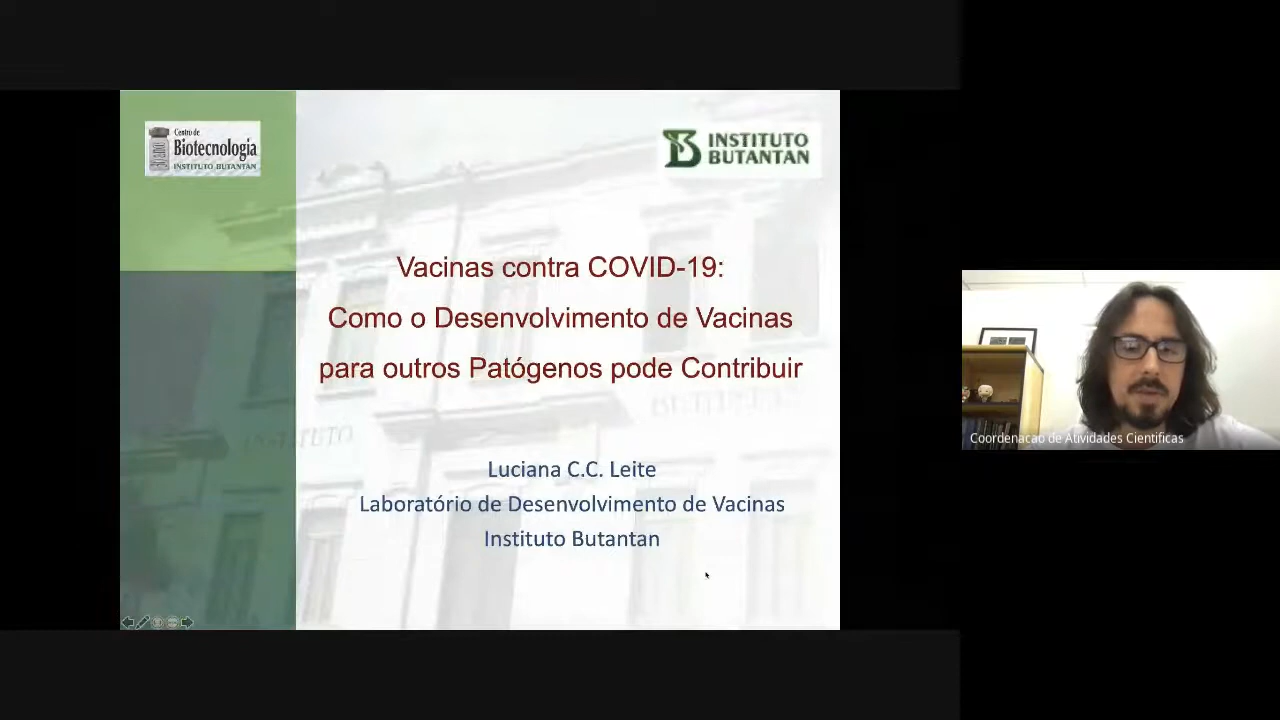 Centro de
Biotecnologia
INSTITUTO BUTANTAN
INSTITUTO
BUTANTAN
Vacinas contra COVID-19:
Como o Desenvolvimento de Vacinas
para outros Patógenos pode Contribuir
INSTITUTO
Luciana C.C. Leite
Laboratório de Desenvolvimento de Vacinas
Instituto Butantan
Coordenacao de Atividades Cientificas